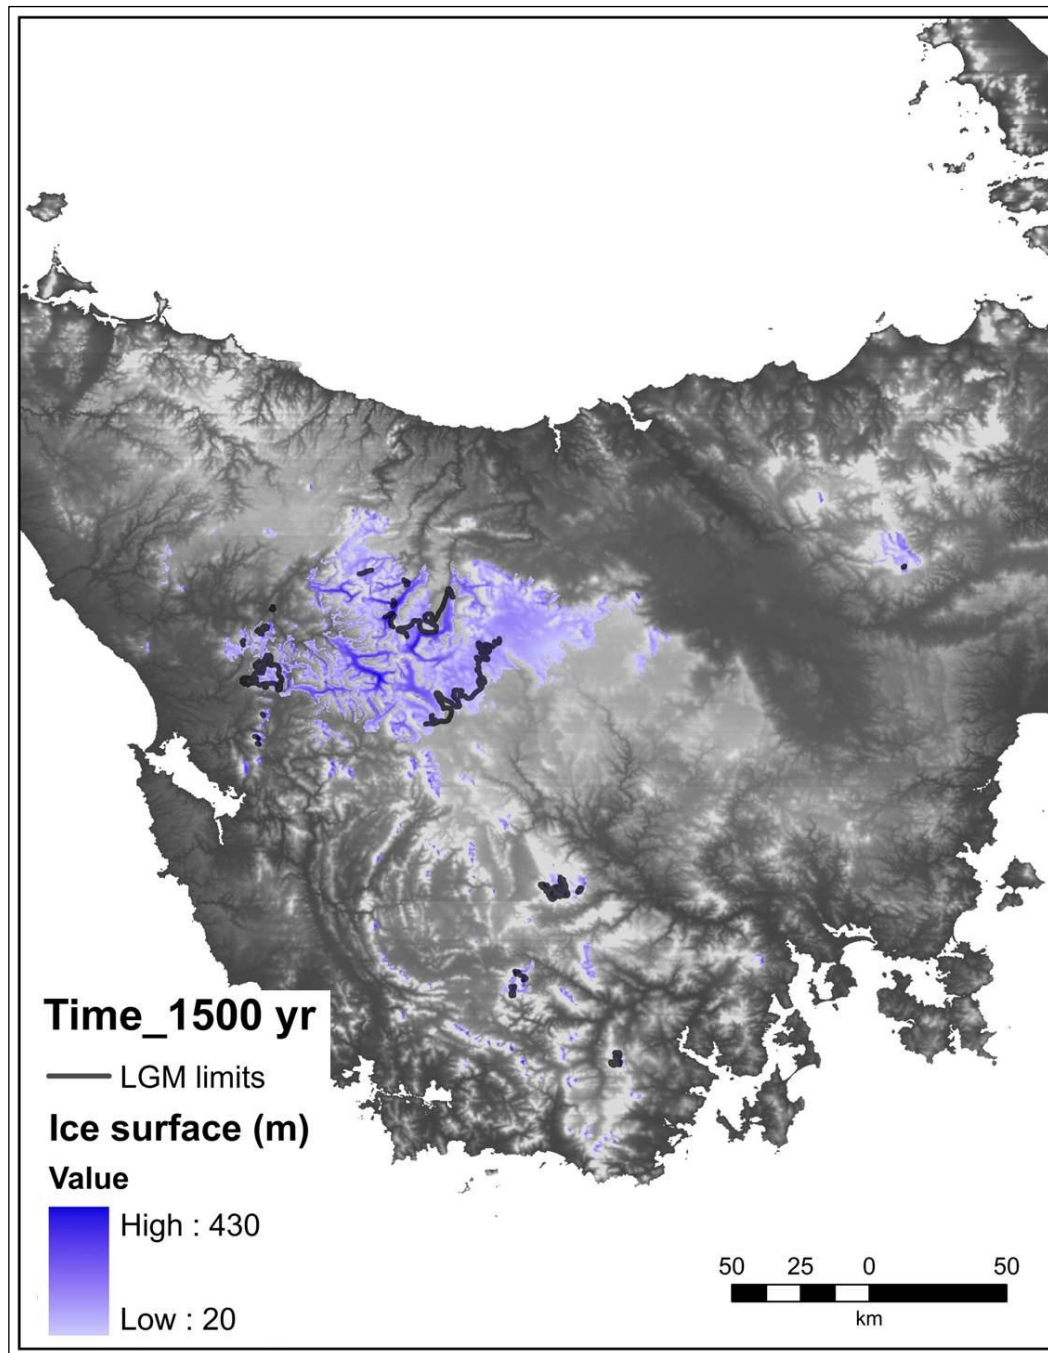 Time_1500 yr
LGM limits
Ice surface (m)
Value
High : 430
Low : 20
50 25 0 50
km